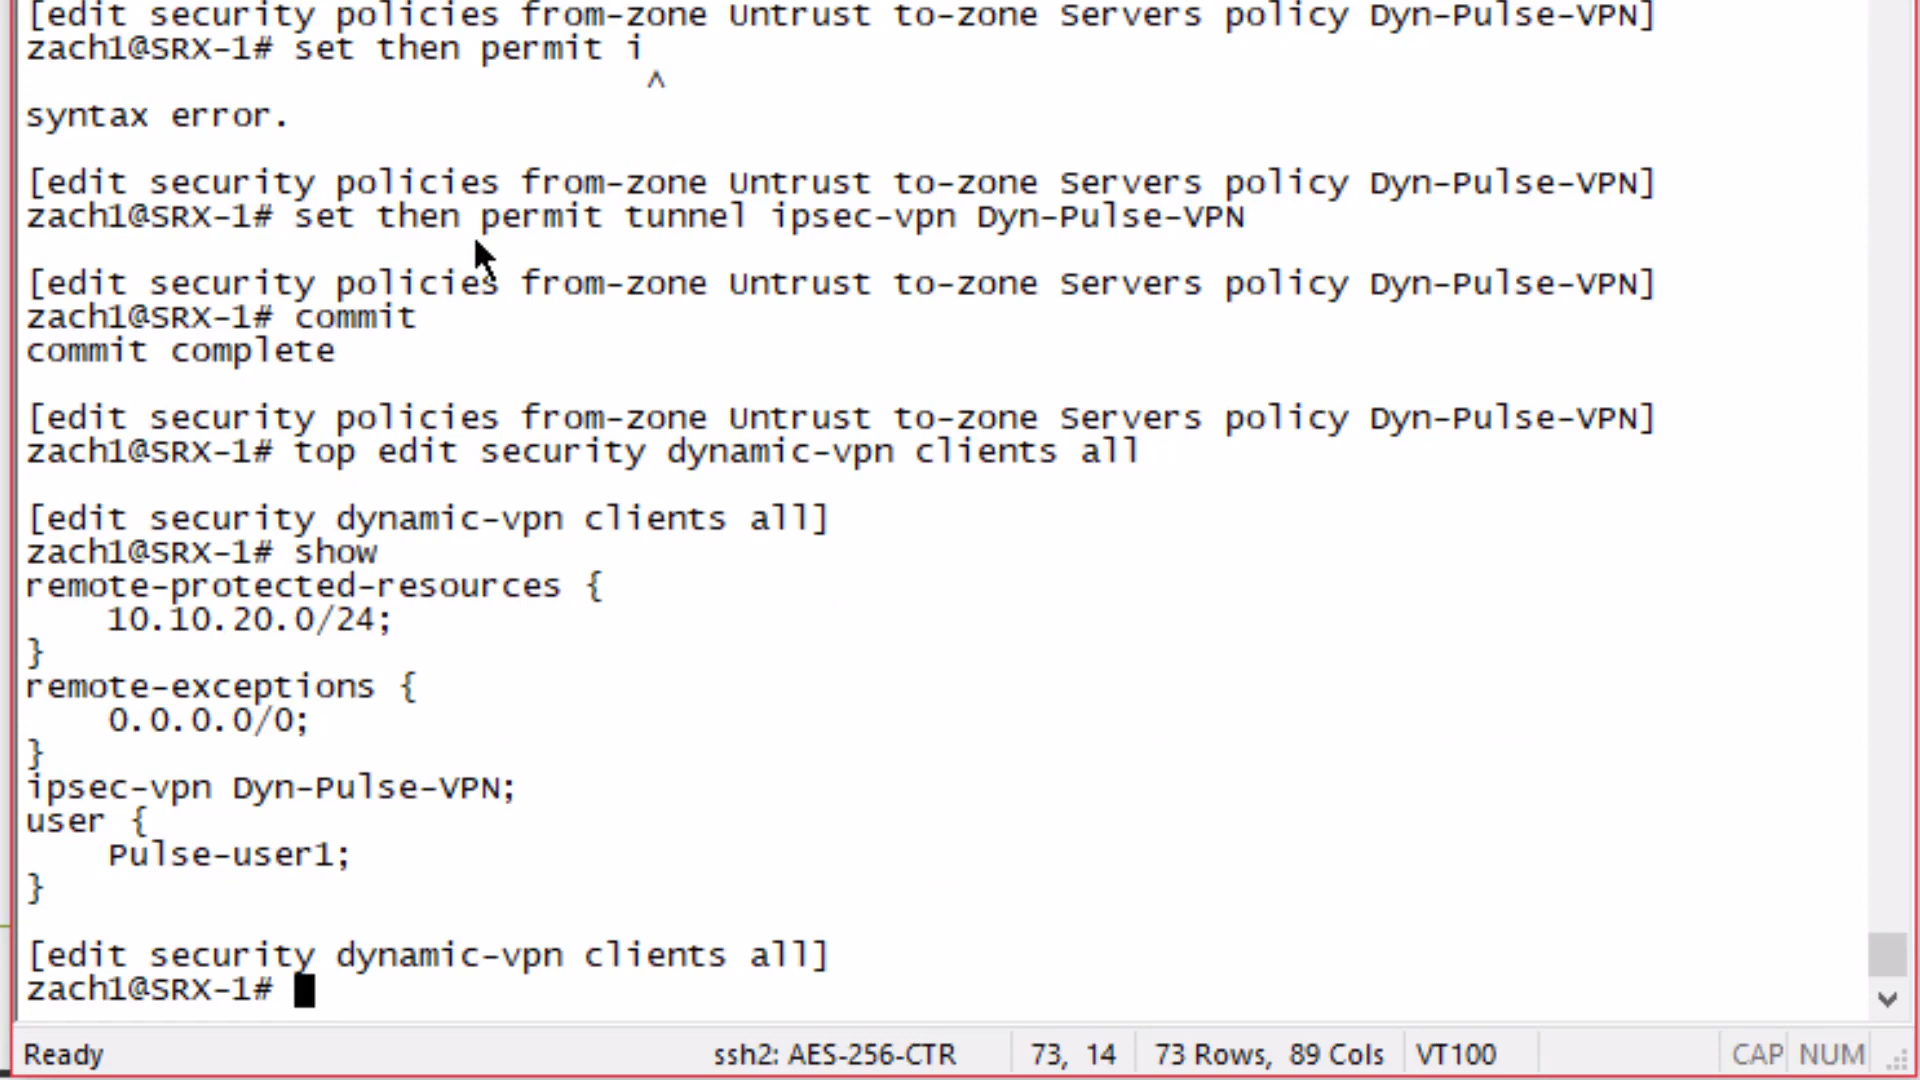 [edit security policies from-zone Untrust to-zone Servers policy Dyn-Pulse-VPN]
zach1@SRX-1# set then permit i
^
syntax error.
[edit security policies from-zone Untrust to-zone Servers policy Dyn-Pulse-VPN]
zach1@SRX-1# set then permit tunnel ipsec-vpn Dyn-Pulse-VPN
[edit security policies from-zone Untrust to-zone Servers policy Dyn-Pulse-VPN]
zach1@SRX-1# commit
commit complete
[edit security policies from-zone Untrust to-zone Servers policy Dyn-Pulse-VPN]
zach1@SRX-1# top edit security dynamic-vpn clients all
[edit security dynamic-vpn clients all]
zach1@SRX-1# show
remote-protected-resources {
    10.10.20.0/24;
}
remote-exceptions {
    0.0.0.0/0;
}
ipsec-vpn Dyn-Pulse-VPN;
user {
    Pulse-user1;
}
[edit security dynamic-vpn clients all]
zach1@SRX-1#
Ready ssh2: AES-256-CTR 73, 14 73 Rows, 89 Cols VT100 CAP NUM